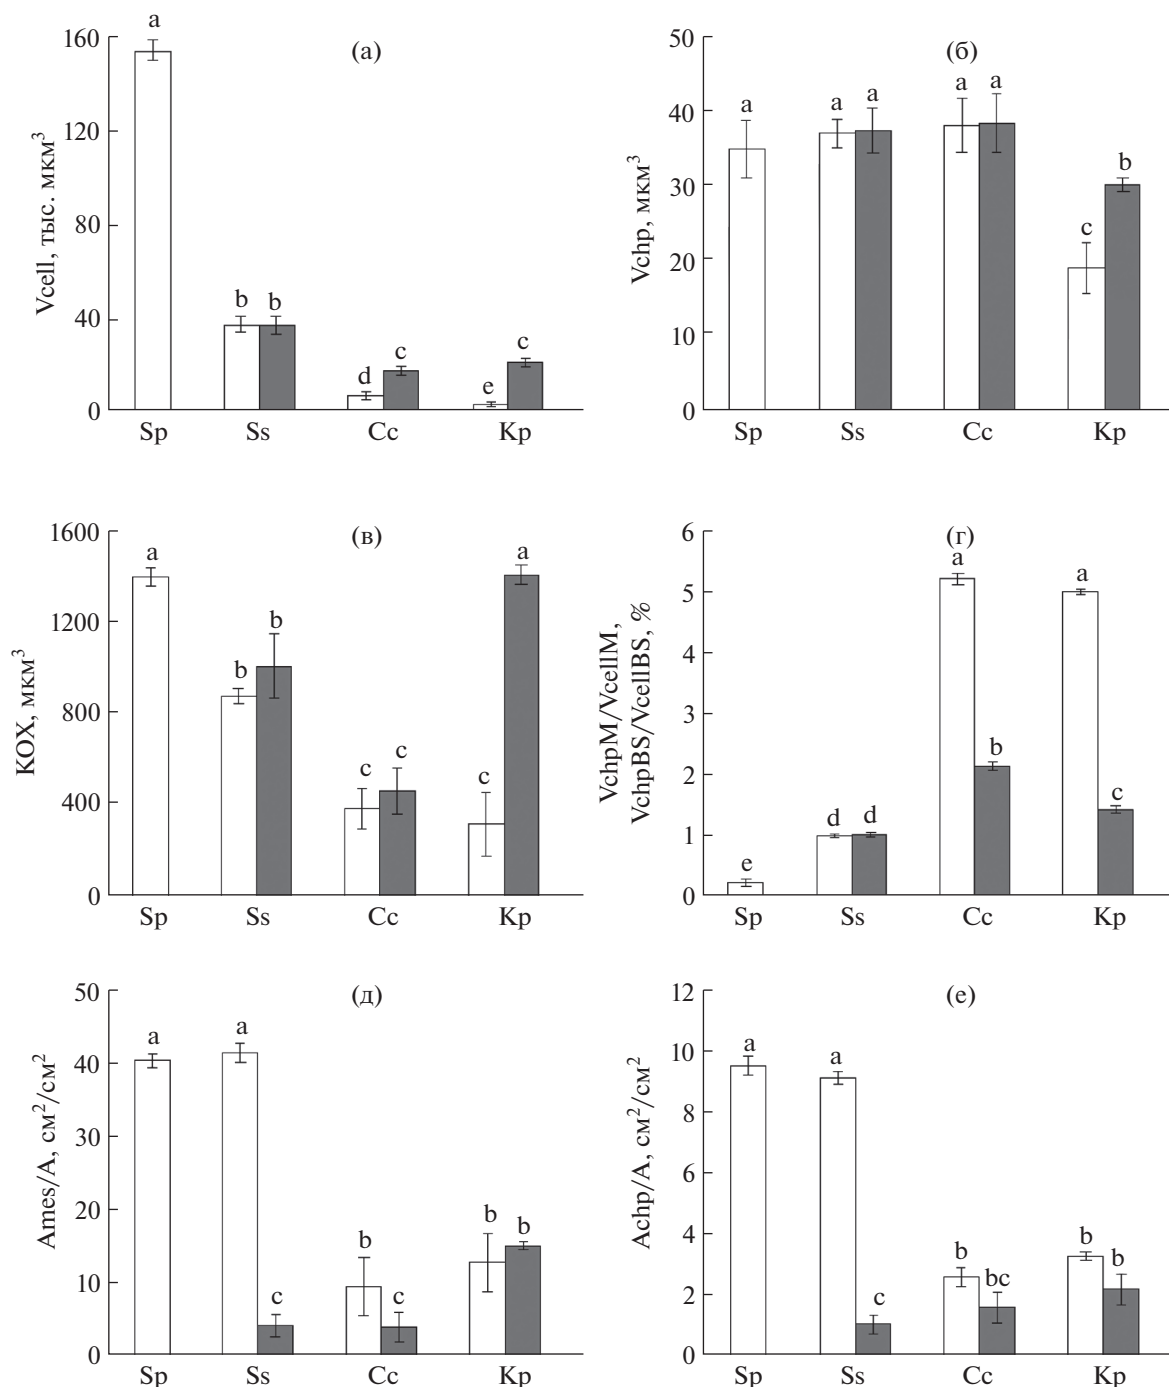 (а)
Vcell, тыс. мкм³
160
120
80
40
0
a
b b
d c
e c
Sp Ss Cc Kp
(б)
Vchp, мкм³
50
40
30
20
10
0
a
a a
a a
c b
Sp Ss Cc Kp
(в)
КОХ, мкм³
1600
1200
800
400
0
a
b b
c c
c a
Sp Ss Cc Kp
(г)
VchpM/VcellM,
VchpBS/VcellBS, %
6
5
4
3
2
1
0
e
d d
a b
a c
Sp Ss Cc Kp
(д)
Ames/A, см²/см²
50
40
30
20
10
0
a
a c
b c
b b
Sp Ss Cc Kp
(е)
Achp/A, см²/см²
12
10
8
6
4
2
0
a
a c
b bc
b b
Sp Ss Cc Kp